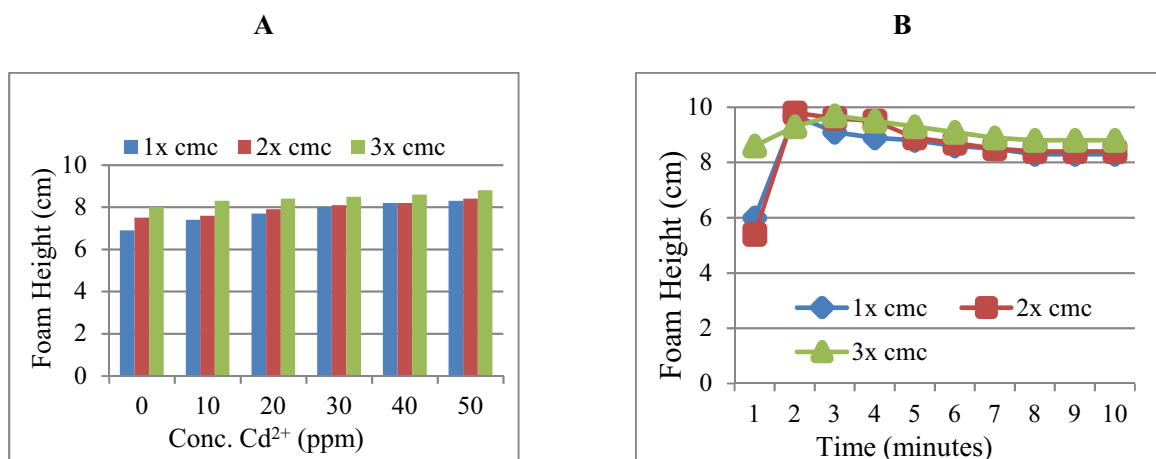 A
1x cmc 2x cmc 3x cmc
10
8
6
4
2
0
Foam Height (cm)
0 10 20 30 40 50
Conc. Cd²⁺ (ppm)
B
10
8
6
4
2
0
Foam Height (cm)
1x cmc 2x cmc
3x cmc
1 2 3 4 5 6 7 8 9 10
Time (minutes)